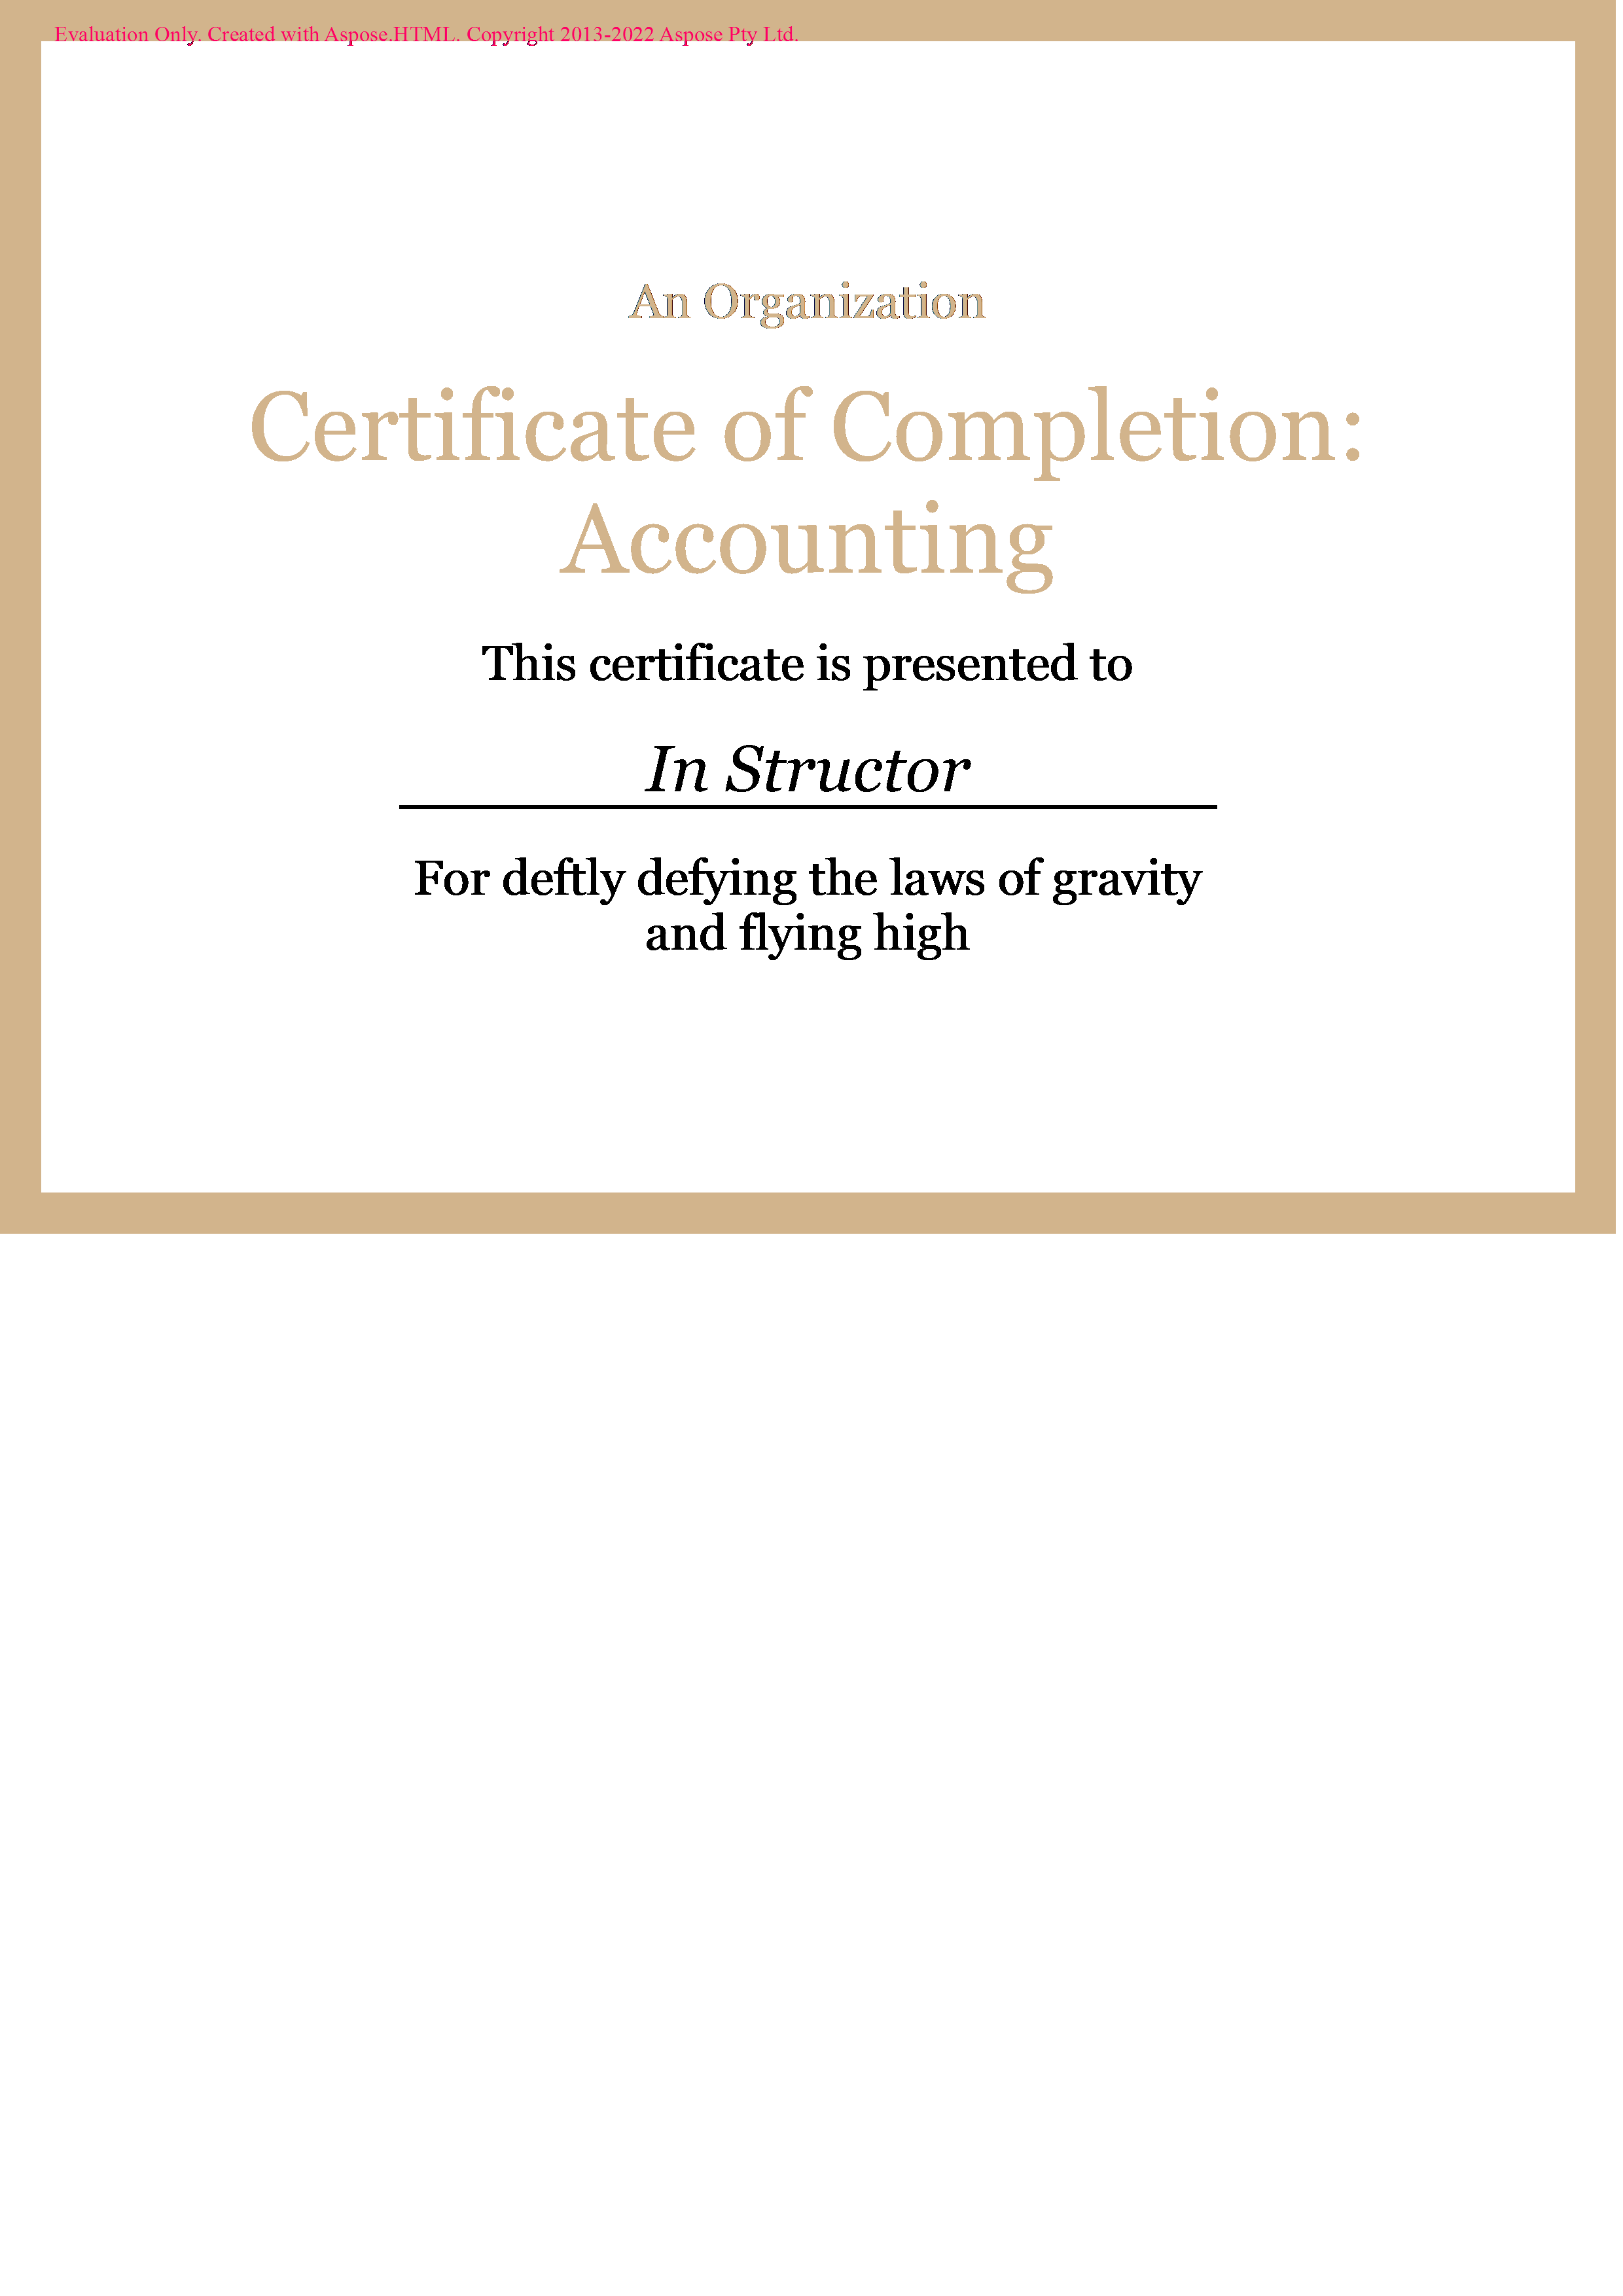 Evaluation Only. Created with Aspose.HTML. Copyright 2013-2022 Aspose Pty Ltd.
An Organization
Certificate of Completion:
Accounting
This certificate is presented to
In Structor
For deftly defying the laws of gravity
and flying high